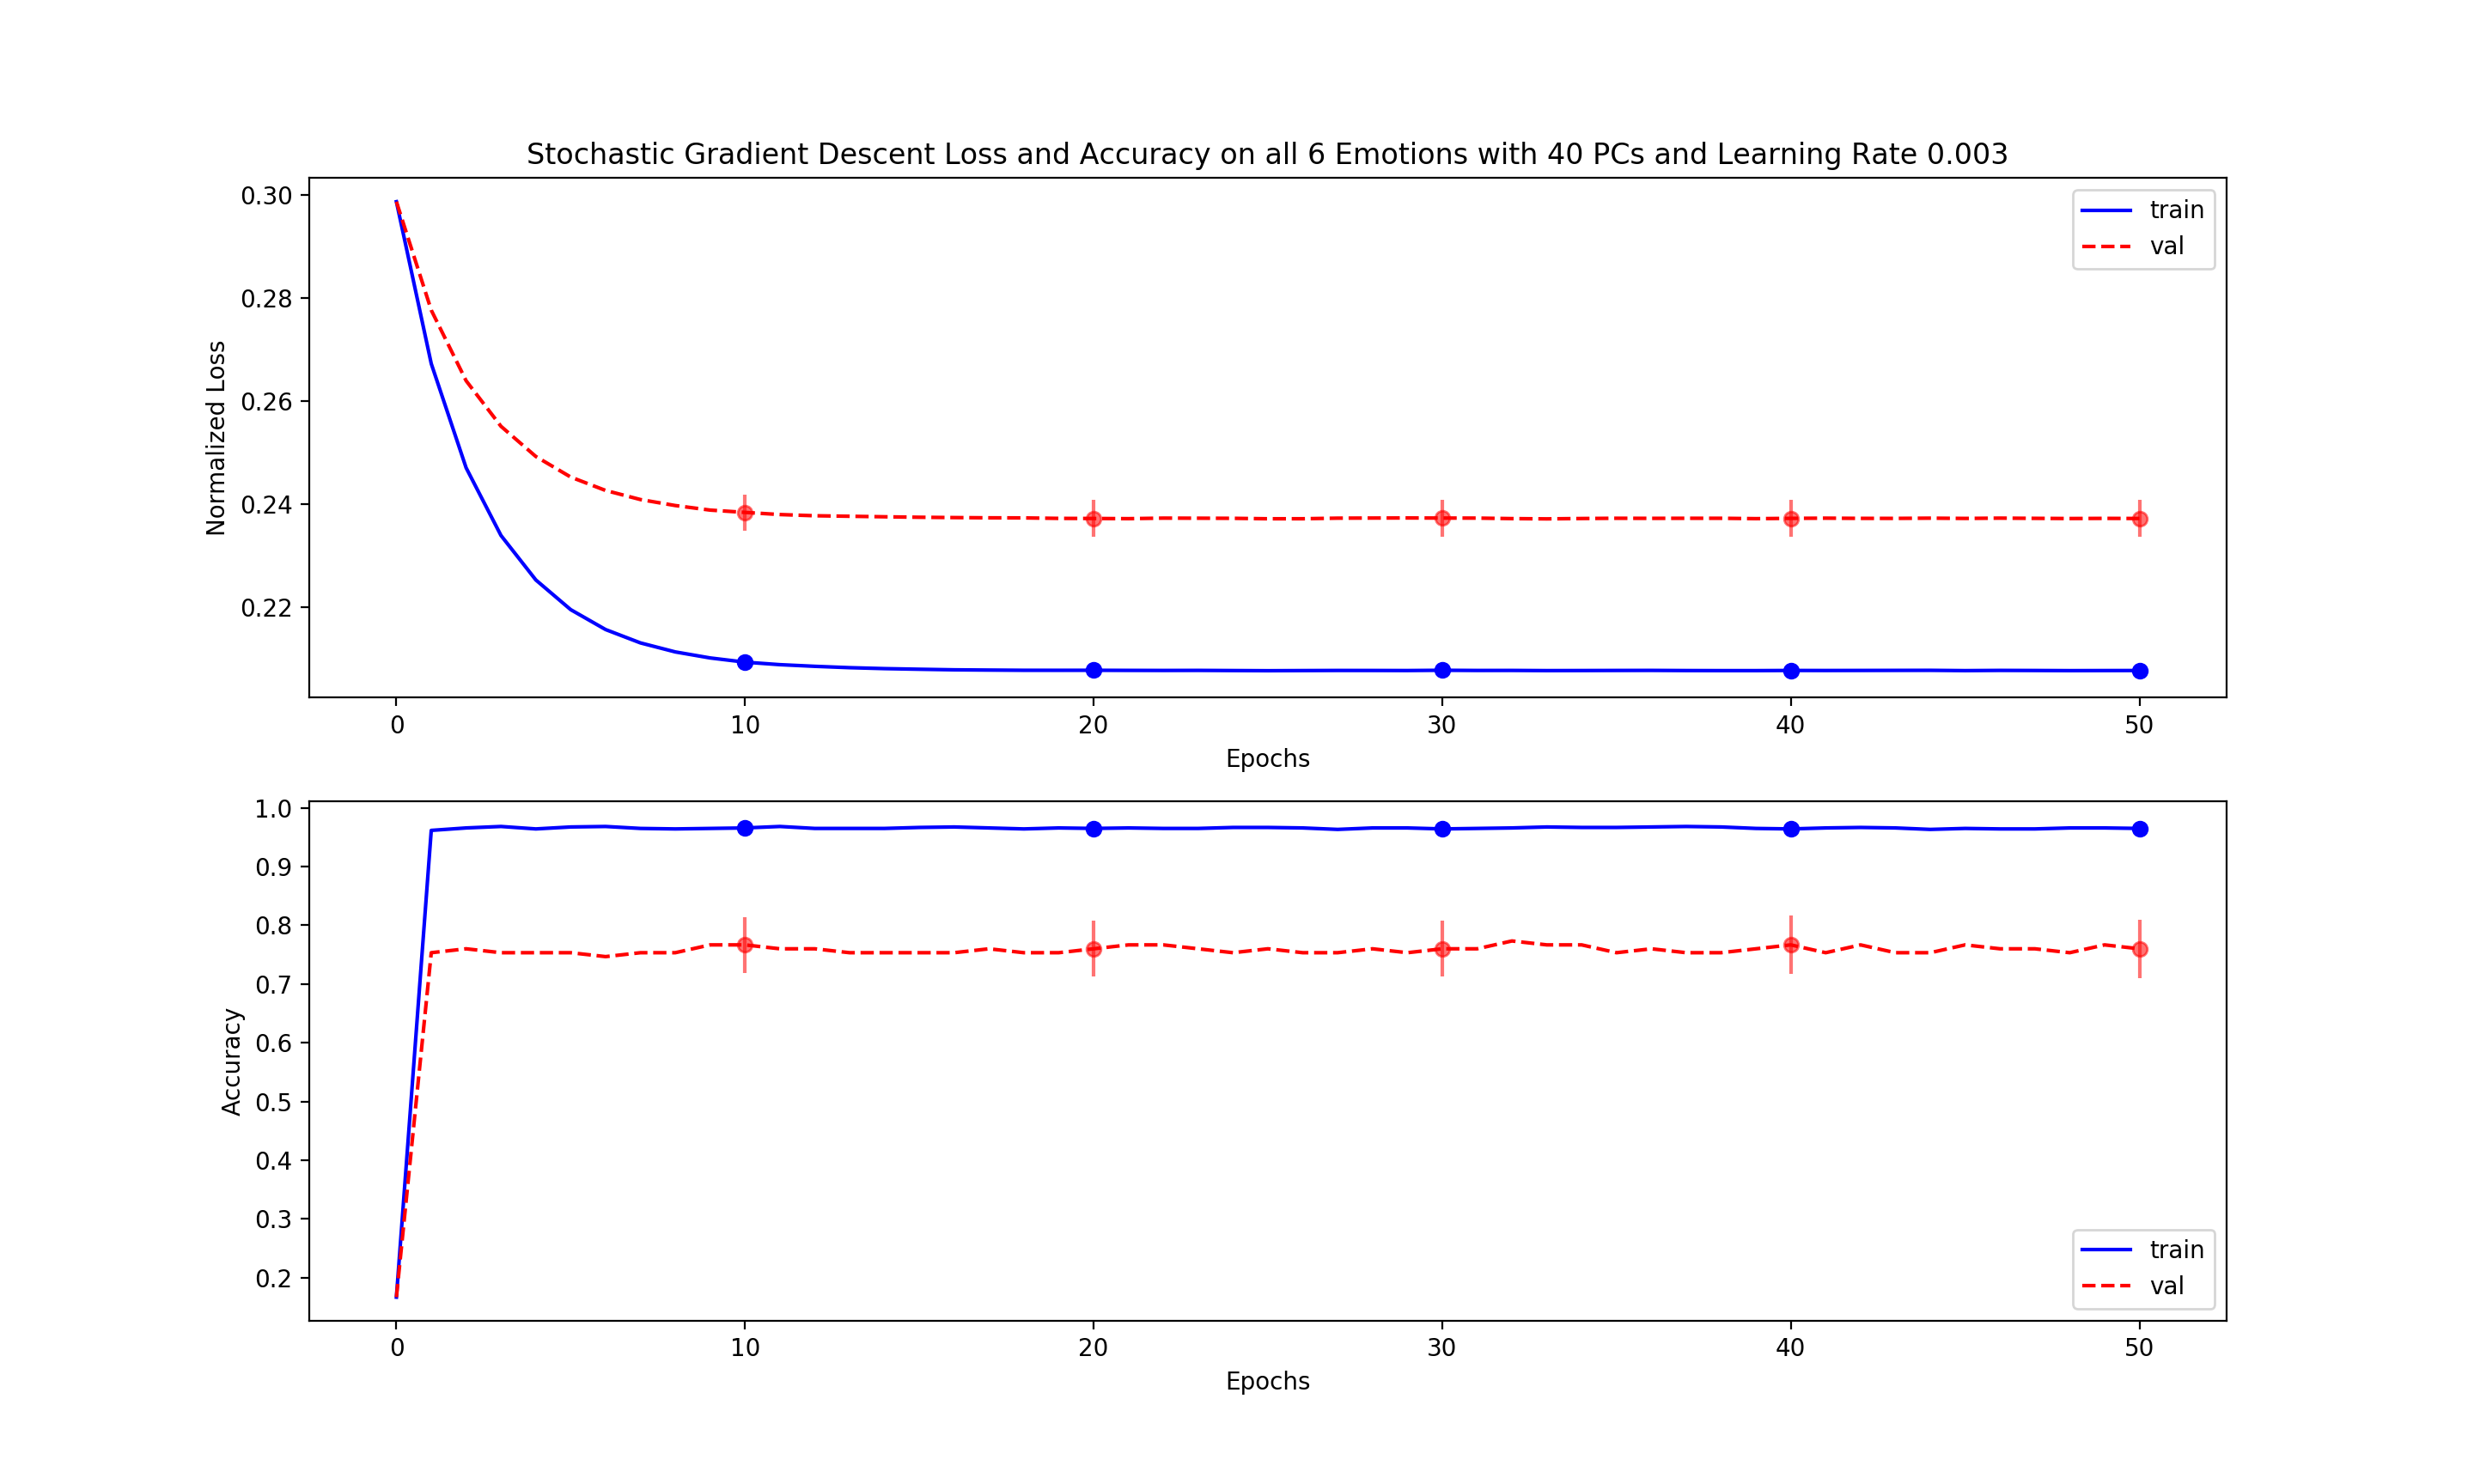 Stochastic Gradient Descent Loss and Accuracy on all 6 Emotions with 40 PCs and Learning Rate 0.003
0.30
0.28
0.26
0.24
0.22
Normalized Loss
train
val
0 10 20 30 40 50
Epochs
1.0
0.9
0.8
0.7
0.6
0.5
0.4
0.3
0.2
Accuracy
train
val
0 10 20 30 40 50
Epochs